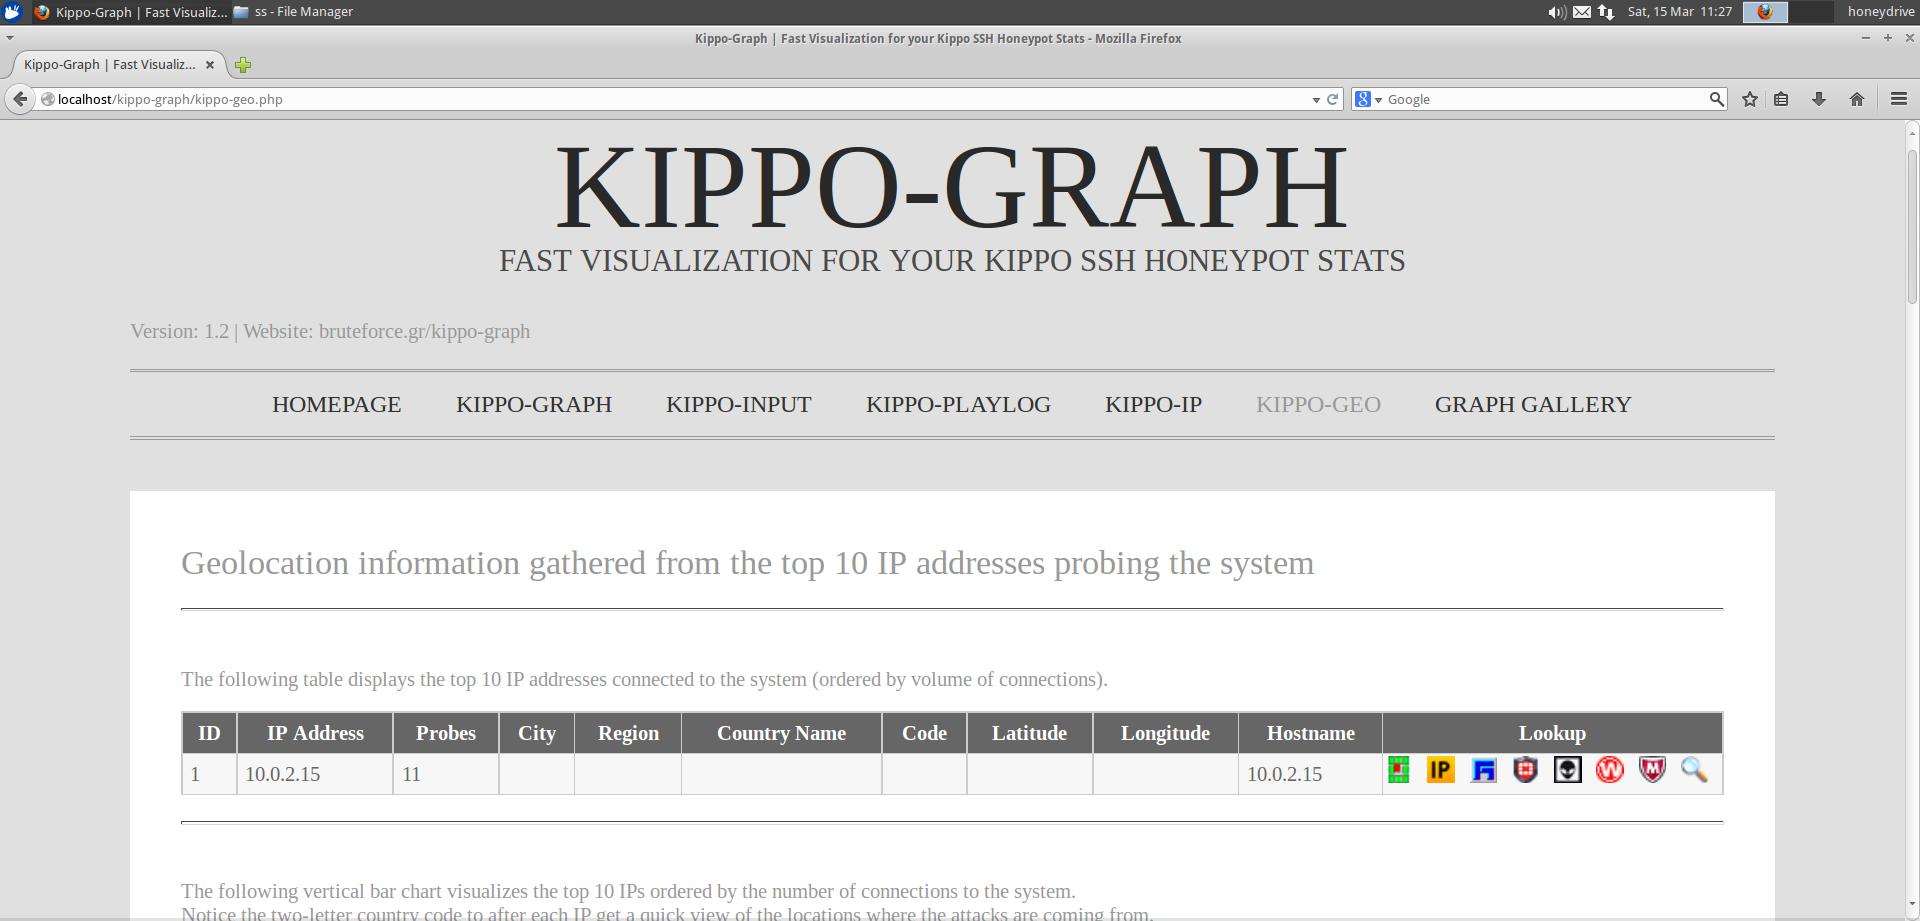 Kippo-Graph | Fast Visualiz... ss - File Manager Sat, 15 Mar 11:27 honeydrive
Kippo-Graph | Fast Visualization for your Kippo SSH Honeypot Stats - Mozilla Firefox
Kippo-Graph | Fast Visualiz...
localhost/kippo-graph/kippo-geo.php 8 Google
KIPPO-GRAPH
FAST VISUALIZATION FOR YOUR KIPPO SSH HONEYPOT STATS
Version: 1.2 | Website: bruteforce.gr/kippo-graph
HOMEPAGE KIPPO-GRAPH KIPPO-INPUT KIPPO-PLAYLOG KIPPO-IP KIPPO-GEO GRAPH GALLERY
Geolocation information gathered from the top 10 IP addresses probing the system
The following table displays the top 10 IP addresses connected to the system (ordered by volume of connections).
ID IP Address Probes City Region Country Name Code Latitude Longitude Hostname Lookup
1 10.0.2.15 11 10.0.2.15 IP W M
The following vertical bar chart visualizes the top 10 IPs ordered by the number of connections to the system.
Notice the two-letter country code to after each IP get a quick view of the locations where the attacks are coming from.